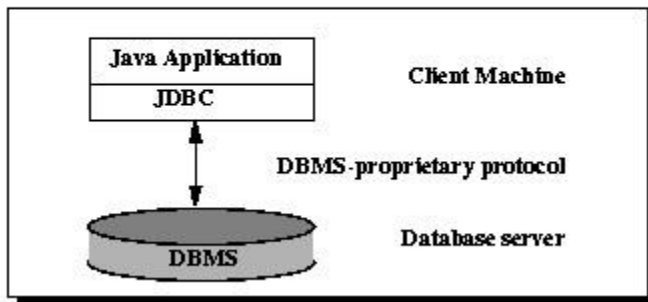 Java Application
Client Machine
JDBC
DBMS-proprietary protocol
Database server
DBMS